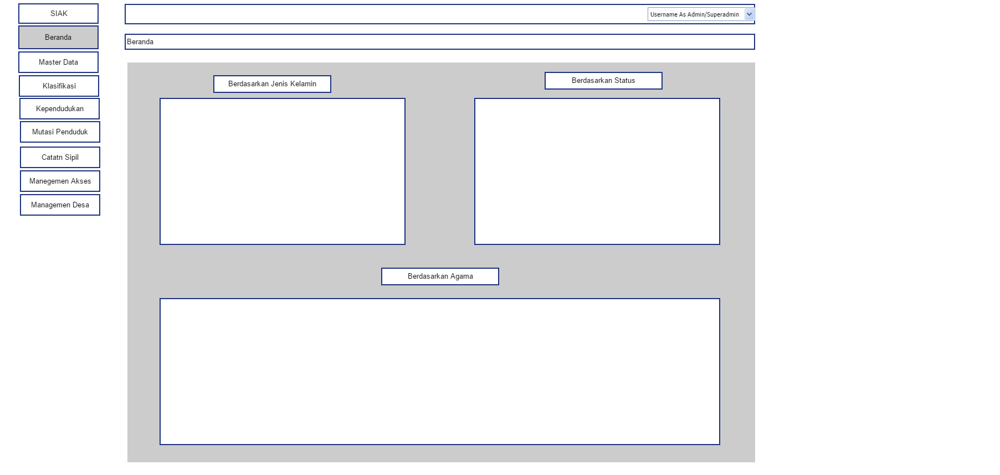 SIAK
Beranda
Master Data
Klasifikasi
Kependudukan
Mutasi Penduduk
Catatn Sipil
Manegemen Akses
Managemen Desa
Username As Admin/Superadmin
Beranda
Berdasarkan Jenis Kelamin
Berdasarkan Status
Berdasarkan Agama